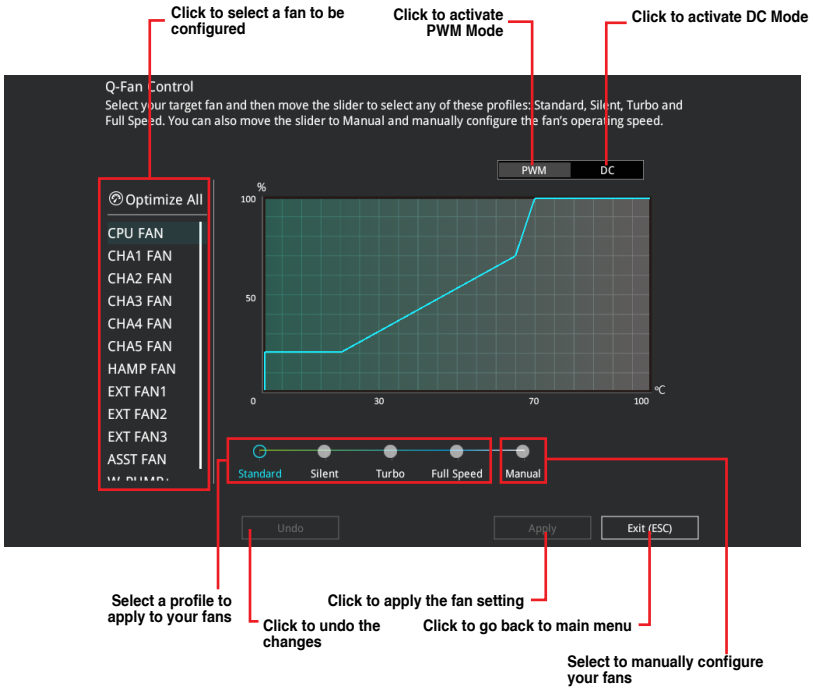 Click to select a fan to be
configured
Click to activate
PWM Mode
Click to activate DC Mode
Q-Fan Control
Select your target fan and then move the slider to select any of these profiles: Standard, Silent, Turbo and
Full Speed. You can also move the slider to Manual and manually configure the fan's operating speed.
PWM
DC
Optimize All
CPU FAN
CHA1 FAN
CHA2 FAN
CHA3 FAN
CHA4 FAN
CHA5 FAN
HAMP FAN
EXT FAN1
EXT FAN2
EXT FAN3
ASST FAN
%
100
50
0
30
70
100
ºC
Standard
Silent
Turbo
Full Speed
Manual
Undo
Apply
Exit (ESC)
Select a profile to
apply to your fans
Click to undo the
changes
Click to apply the fan setting
Click to go back to main menu
Select to manually configure
your fans